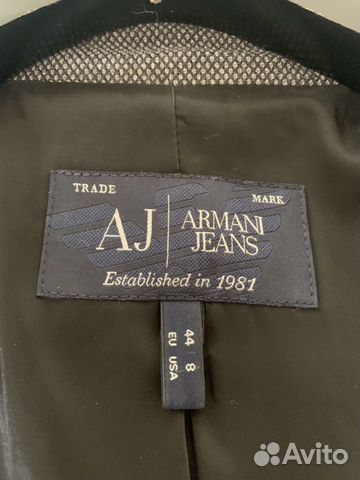 TRADE MARK
AJ ARMANI
JEANS
Established in 1981
44 8
EU USA
Avito